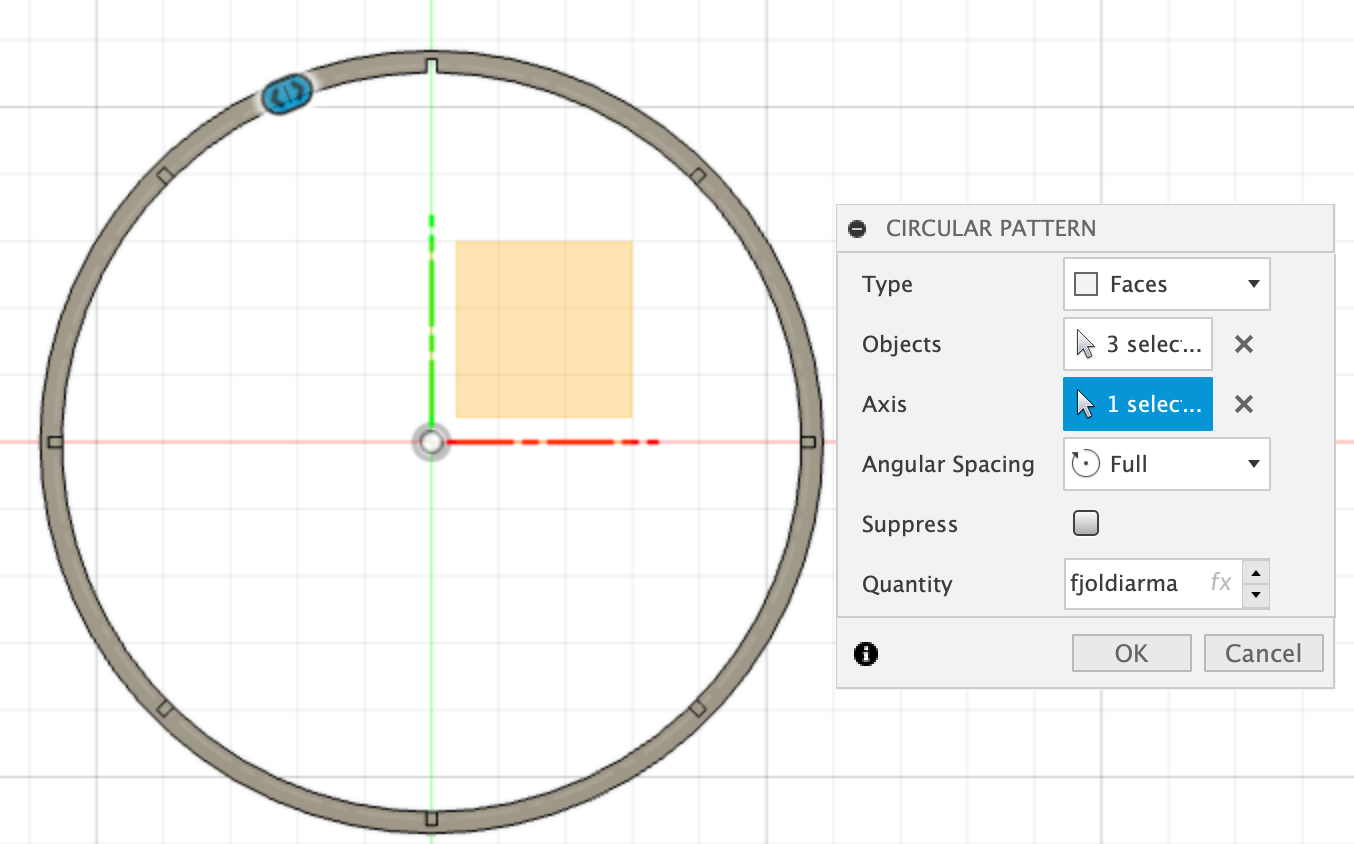 CIRCULAR PATTERN
Type Faces
Objects 3 selec...
Axis 1 selec...
Angular Spacing Full
Suppress
Quantity fjoldiarma fx
OK Cancel